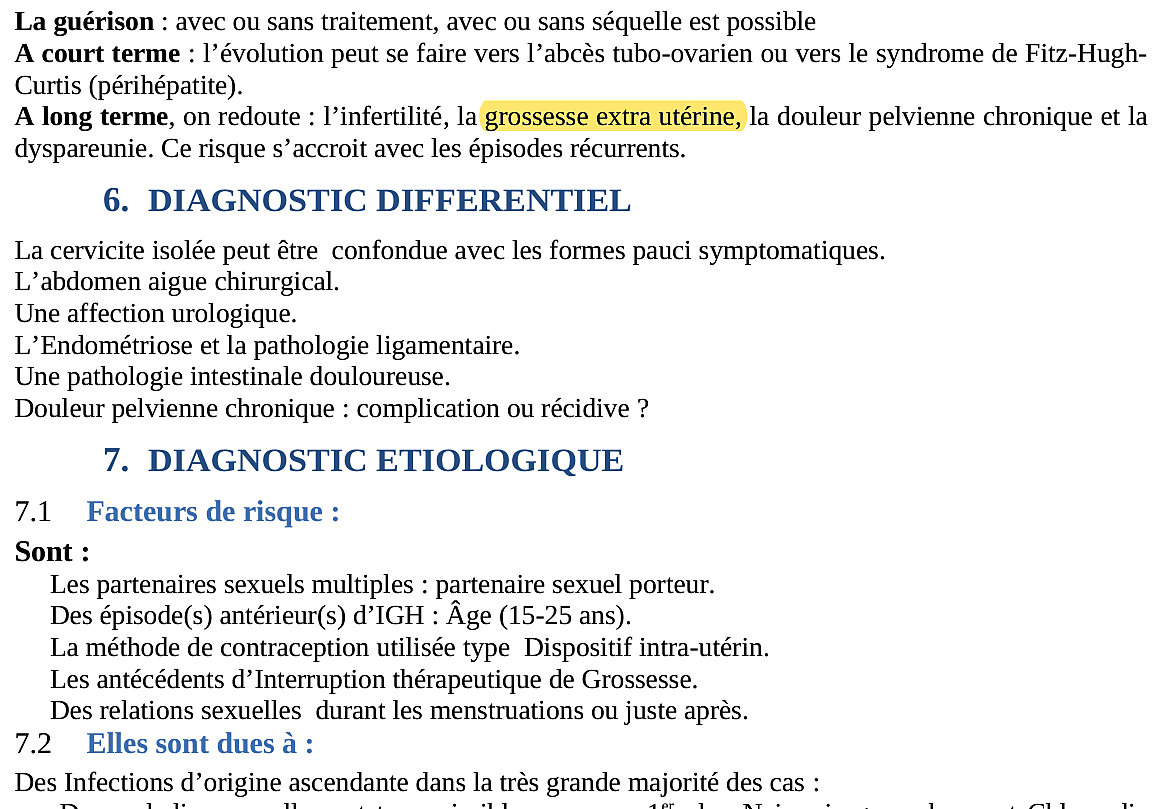 La guérison : avec ou sans traitement, avec ou sans séquelle est possible
A court terme : l’évolution peut se faire vers l’abcès tubo-ovarien ou vers le syndrome de Fitz-Hugh-
Curtis (périhépatite).
A long terme, on redoute : l’infertilité, la grossesse extra utérine, la douleur pelvienne chronique et la
dyspareunie. Ce risque s’accroit avec les épisodes récurrents.
6. DIAGNOSTIC DIFFERENTIEL
La cervicite isolée peut être confondue avec les formes pauci symptomatiques.
L’abdomen aigue chirurgical.
Une affection urologique.
L’Endométriose et la pathologie ligamentaire.
Une pathologie intestinale douloureuse.
Douleur pelvienne chronique : complication ou récidive ?
7. DIAGNOSTIC ETIOLOGIQUE
7.1 Facteurs de risque :
Sont :
Les partenaires sexuels multiples : partenaire sexuel porteur.
Des épisode(s) antérieur(s) d’IGH : Âge (15-25 ans).
La méthode de contraception utilisée type Dispositif intra-utérin.
Les antécédents d’Interruption thérapeutique de Grossesse.
Des relations sexuelles durant les menstruations ou juste après.
7.2 Elles sont dues à :
Des Infections d’origine ascendante dans la très grande majorité des cas :